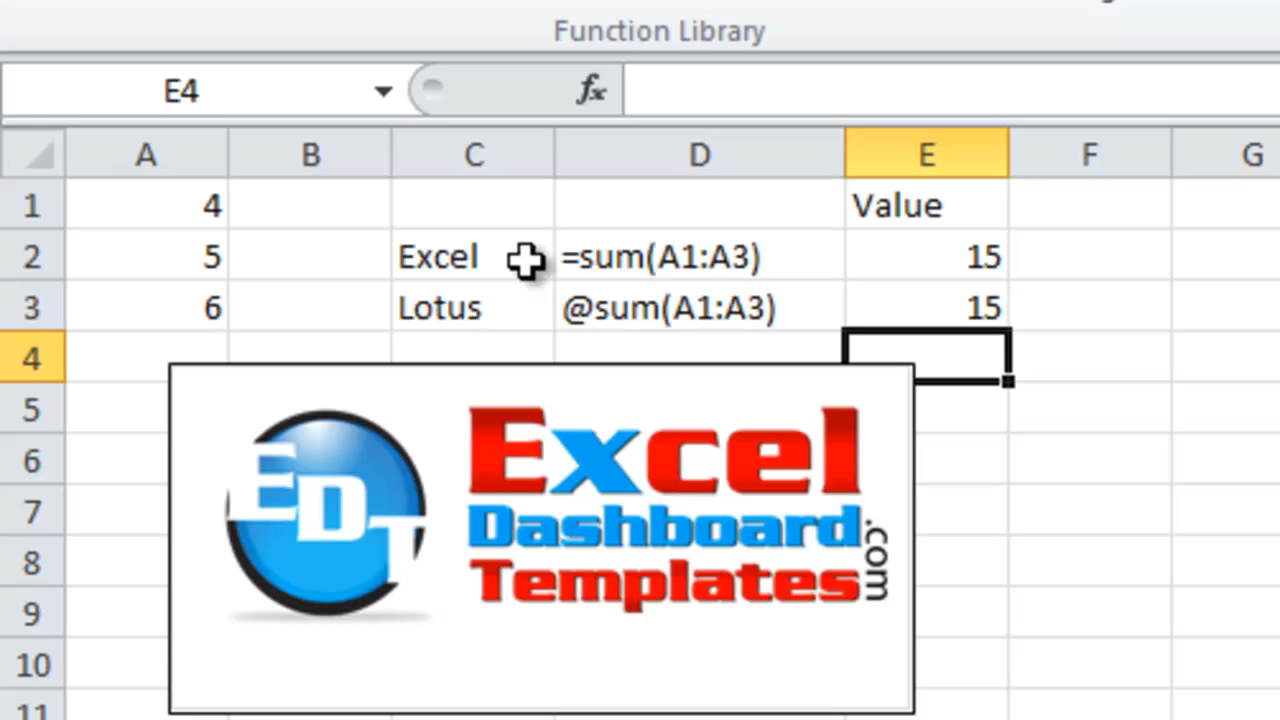 Function Library
E4 fx
A B C D E F G
1 4 Value
2 5 Excel =sum(A1:A3) 15
3 6 Lotus @sum(A1:A3) 15
4
5
6
7
8
9
10
11
EDT
Excel
Dashboard
Templates
.com